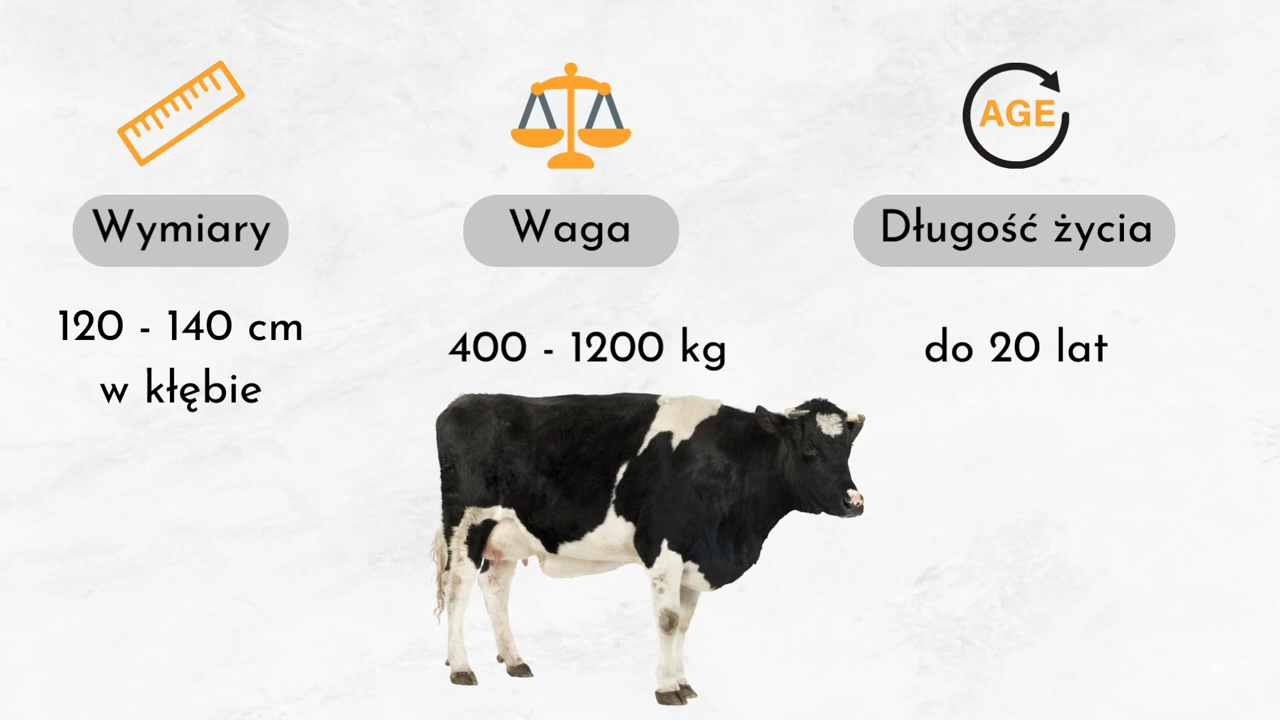 AGE
Wymiary
Waga
Długość życia
120 - 140 cm
w kłębie
400 - 1200 kg
do 20 lat